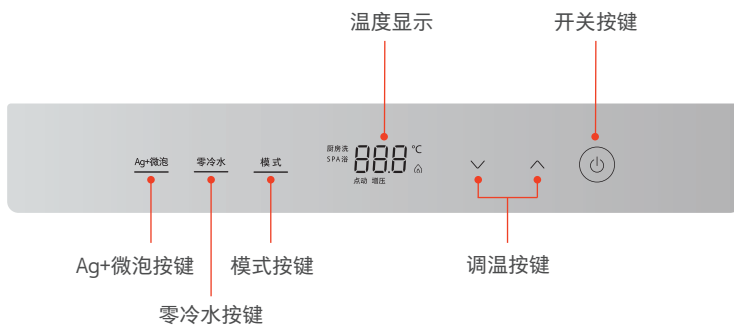 温度显示
开关按键
厨房洗
SPA浴
88.8
℃
点动 增压
Ag+微泡
零冷水
模式
Ag+微泡按键
模式按键
调温按键
零冷水按键